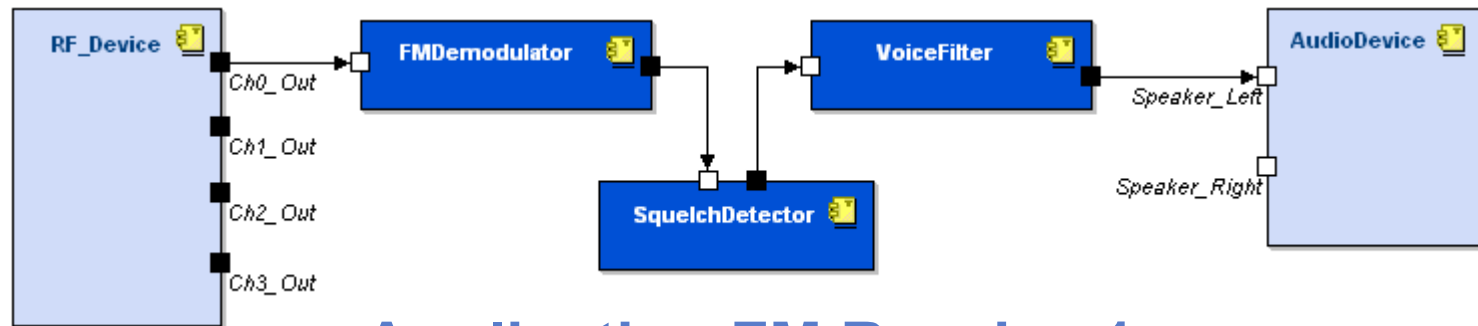 RF_Device
FMDemodulator
VoiceFilter
AudioDevice
Ch0_Out
Speaker_Left
Ch1_Out
Speaker_Right
Ch2_Out
SquelchDetector
Ch3_Out